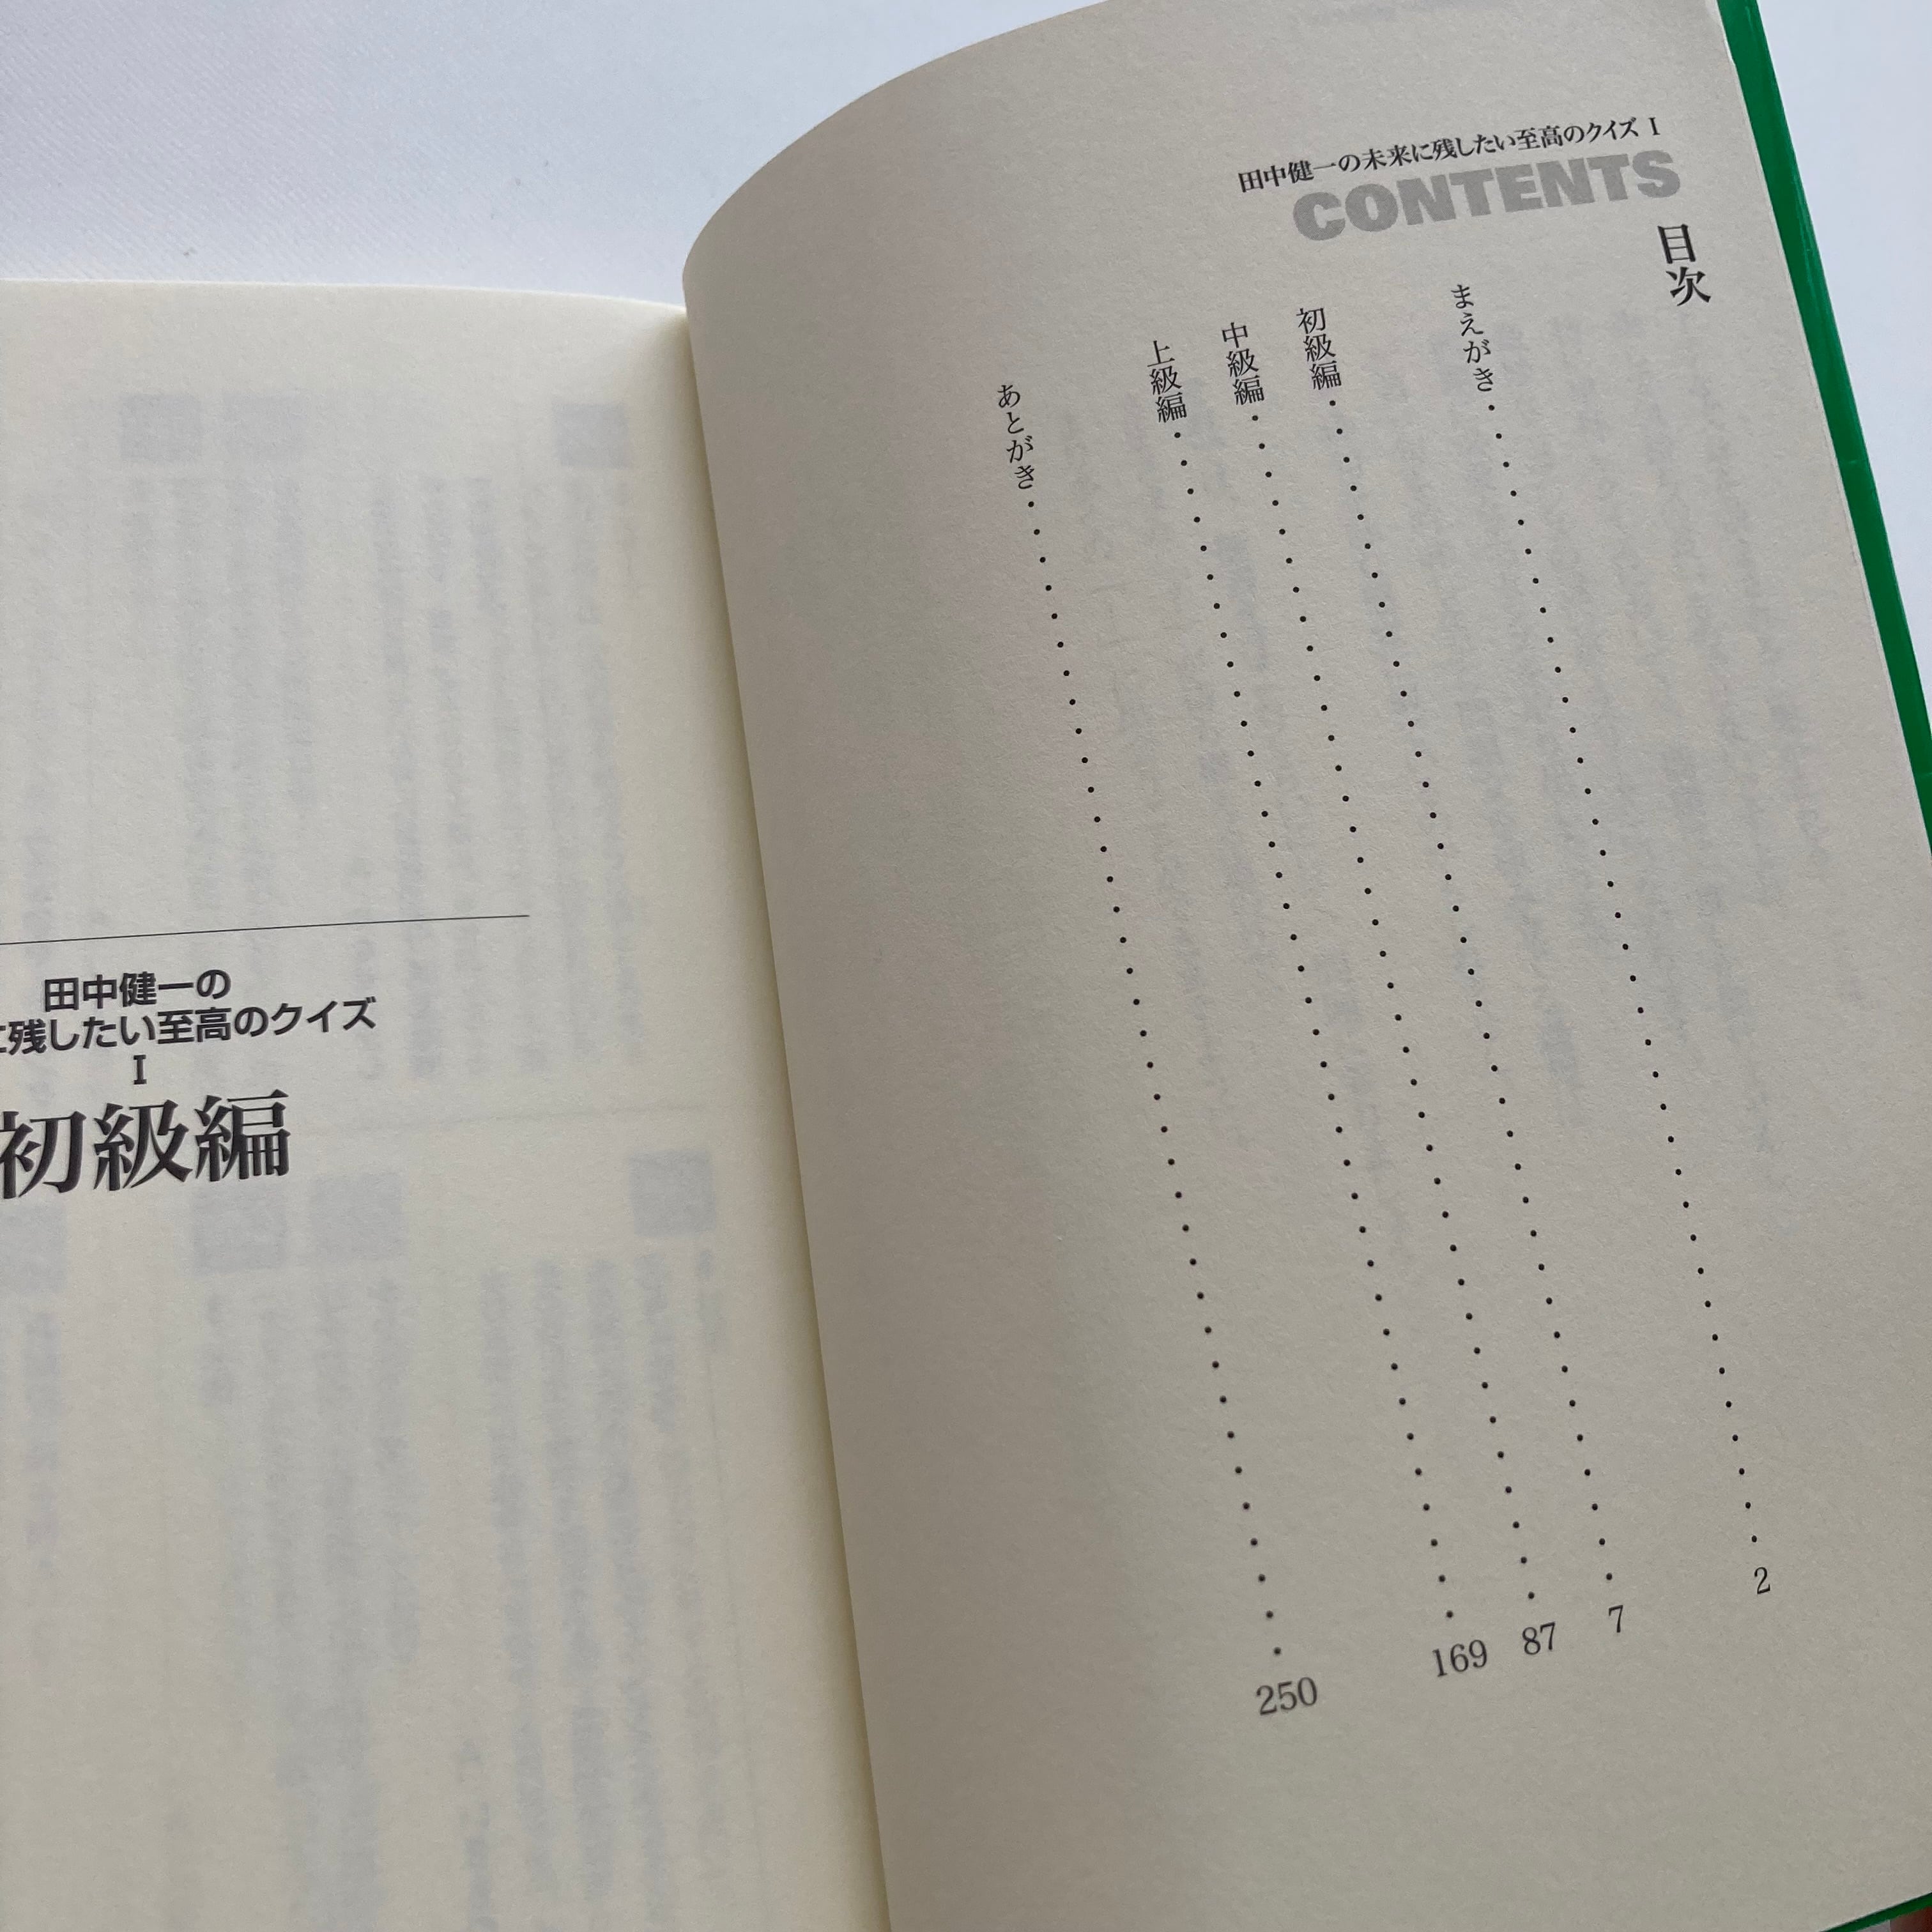 田中健一の未来に残したい至高のクイズ I
CONTENTS
目次
まえがき・・・・・・・・・・・・・・・・・・・・・・・・・・・・・・・・・・・・・2
初級編・・・・・・・・・・・・・・・・・・・・・・・・・・・・・・・・・・・・・7
中級編・・・・・・・・・・・・・・・・・・・・・・・・・・・・・・・・・・・・・87
上級編・・・・・・・・・・・・・・・・・・・・・・・・・・・・・・・・・・・・・169
あとがき・・・・・・・・・・・・・・・・・・・・・・・・・・・・・・・・・・・・・250
田中健一の
に残したい至高のクイズ
I
初級編